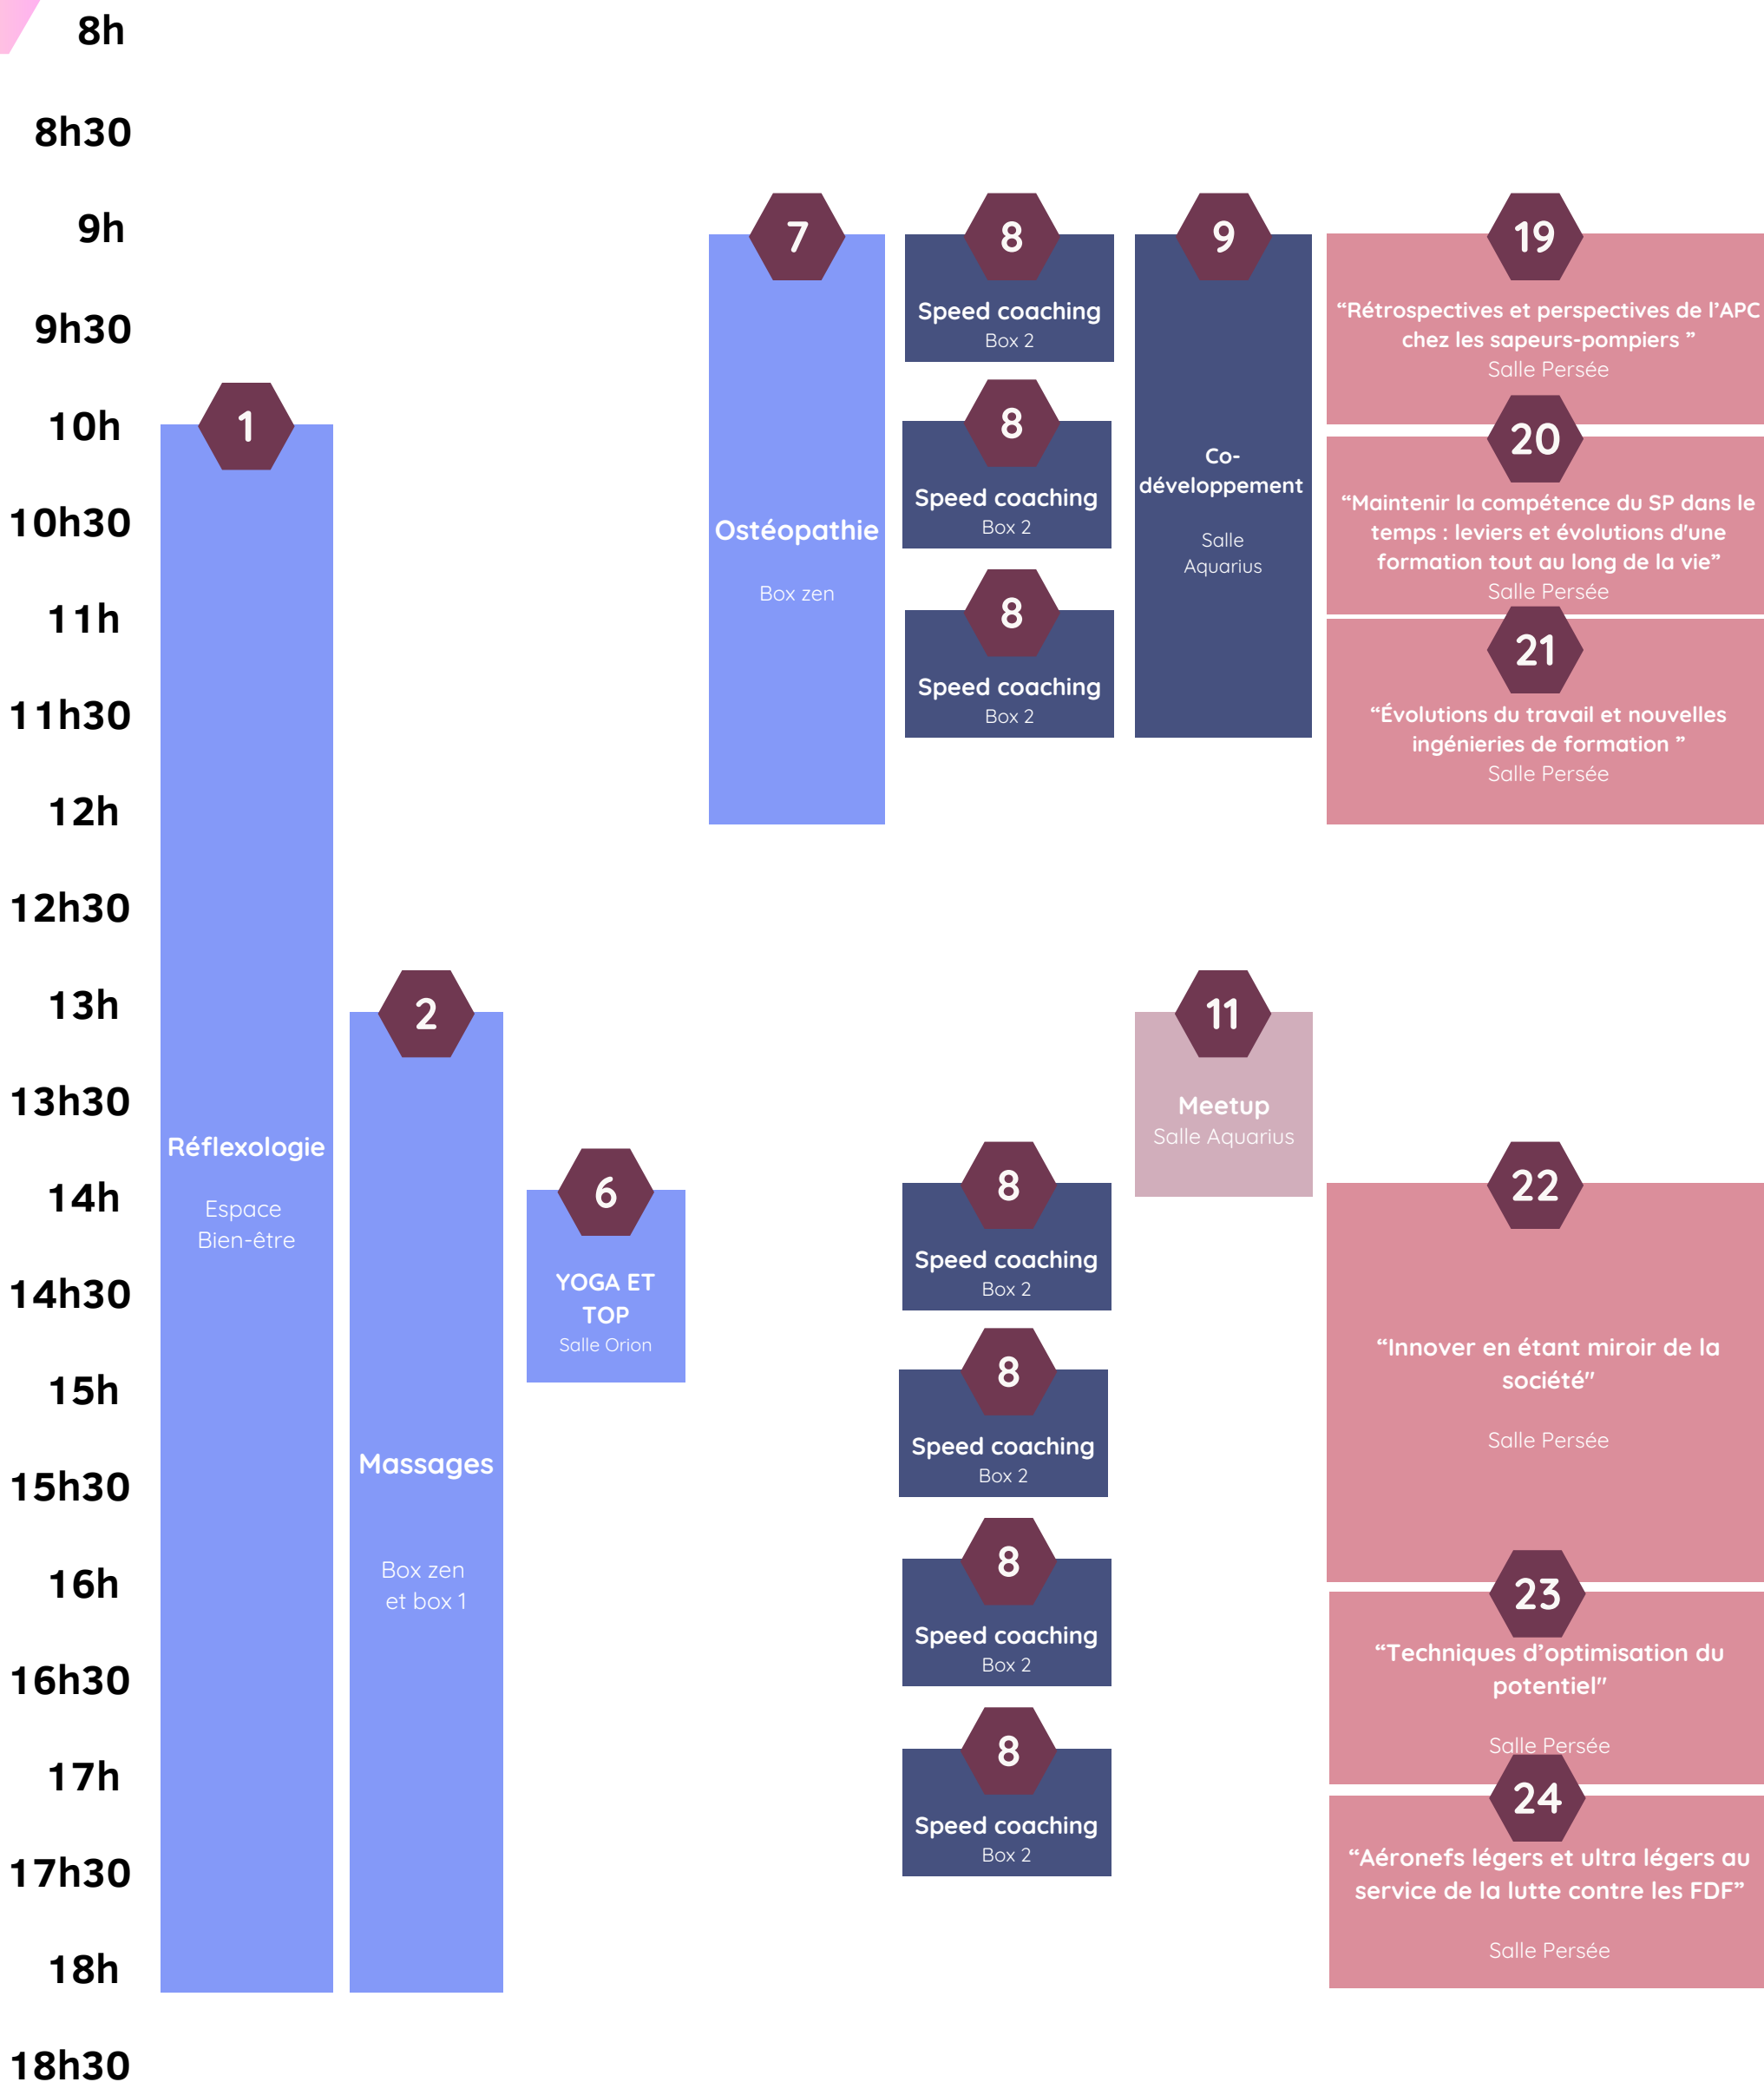 8h
8h30
9h
9h30
10h
10h30
11h
11h30
12h
12h30
13h
13h30
14h
14h30
15h
15h30
16h
16h30
17h
17h30
18h
18h30
1
Réflexologie
Espace
Bien-être
2
Massages
Box zen
et box 1
6
YOGA ET
TOP
Salle Orion
7
Ostéopathie
Box zen
8
Speed coaching
Box 2
8
Speed coaching
Box 2
8
Speed coaching
Box 2
8
Speed coaching
Box 2
8
Speed coaching
Box 2
8
Speed coaching
Box 2
8
Speed coaching
Box 2
9
Co-
développement
Salle
Aquarius
11
Meetup
Salle Aquarius
19
“Rétrospectives et perspectives de l’APC
chez les sapeurs-pompiers ”
Salle Persée
20
“Maintenir la compétence du SP dans le
temps : leviers et évolutions d'une
formation tout au long de la vie”
Salle Persée
21
“Évolutions du travail et nouvelles
ingénieries de formation ”
Salle Persée
22
“Innover en étant miroir de la
société"
Salle Persée
23
“Techniques d’optimisation du
potentiel"
Salle Persée
24
“Aéronefs légers et ultra légers au
service de la lutte contre les FDF”
Salle Persée